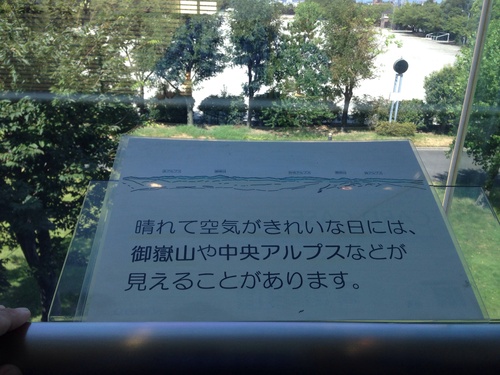 晴れて空気がきれいな日には、
御嶽山や中央アルプスなどが
見えることがあります。